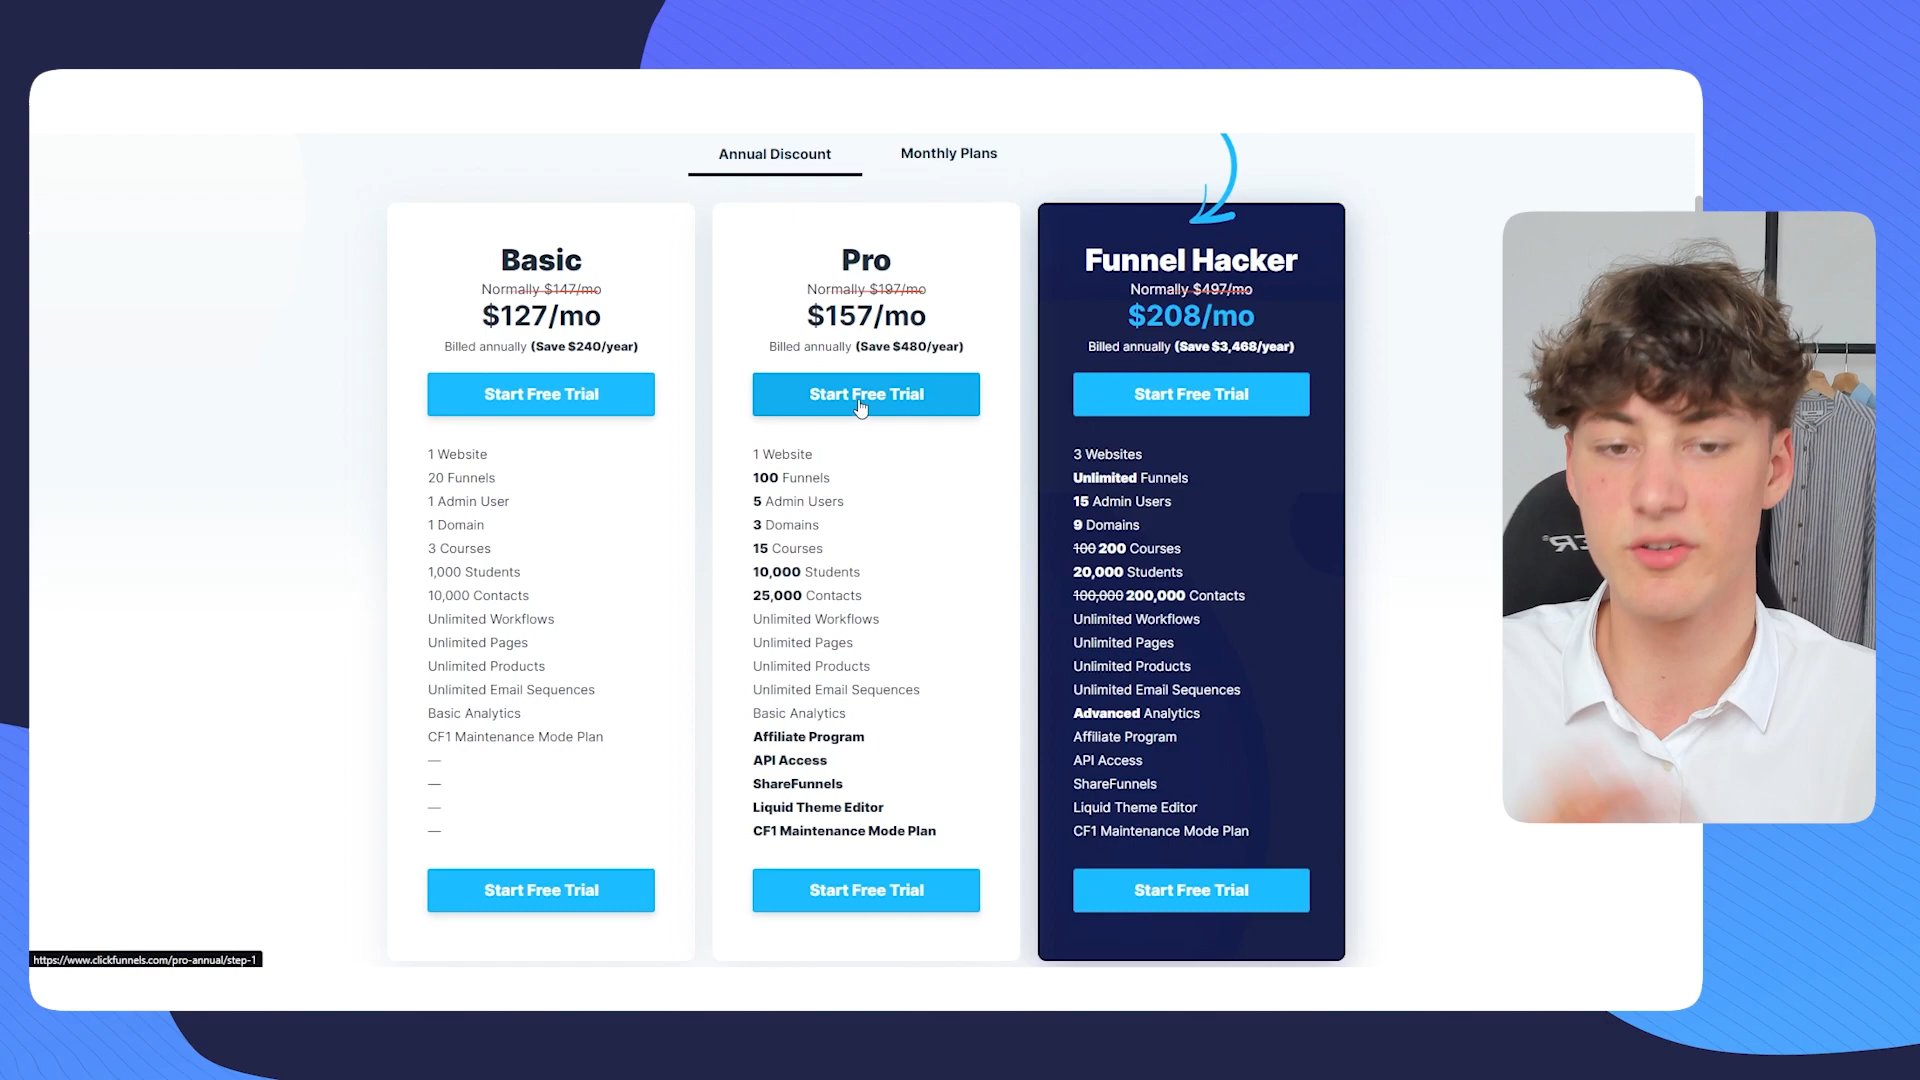 Annual Discount
Monthly Plans
Basic
Normally $147/mo
$127/mo
Billed annually (Save $240/year)
Start Free Trial
1 Website
20 Funnels
1 Admin User
1 Domain
3 Courses
1,000 Students
10,000 Contacts
Unlimited Workflows
Unlimited Pages
Unlimited Products
Unlimited Email Sequences
Basic Analytics
CF1 Maintenance Mode Plan
—
—
—
—
Start Free Trial
Pro
Normally $197/mo
$157/mo
Billed annually (Save $480/year)
Start Free Trial
1 Website
100 Funnels
5 Admin Users
3 Domains
15 Courses
10,000 Students
25,000 Contacts
Unlimited Workflows
Unlimited Pages
Unlimited Products
Unlimited Email Sequences
Basic Analytics
Affiliate Program
API Access
ShareFunnels
Liquid Theme Editor
CF1 Maintenance Mode Plan
Start Free Trial
Funnel Hacker
Normally $497/mo
$208/mo
Billed annually (Save $3,468/year)
Start Free Trial
3 Websites
Unlimited Funnels
15 Admin Users
9 Domains
100 200 Courses
20,000 Students
100,000 200,000 Contacts
Unlimited Workflows
Unlimited Pages
Unlimited Products
Unlimited Email Sequences
Advanced Analytics
Affiliate Program
API Access
ShareFunnels
Liquid Theme Editor
CF1 Maintenance Mode Plan
Start Free Trial
https://www.clickfunnels.com/pro-annual/step-1